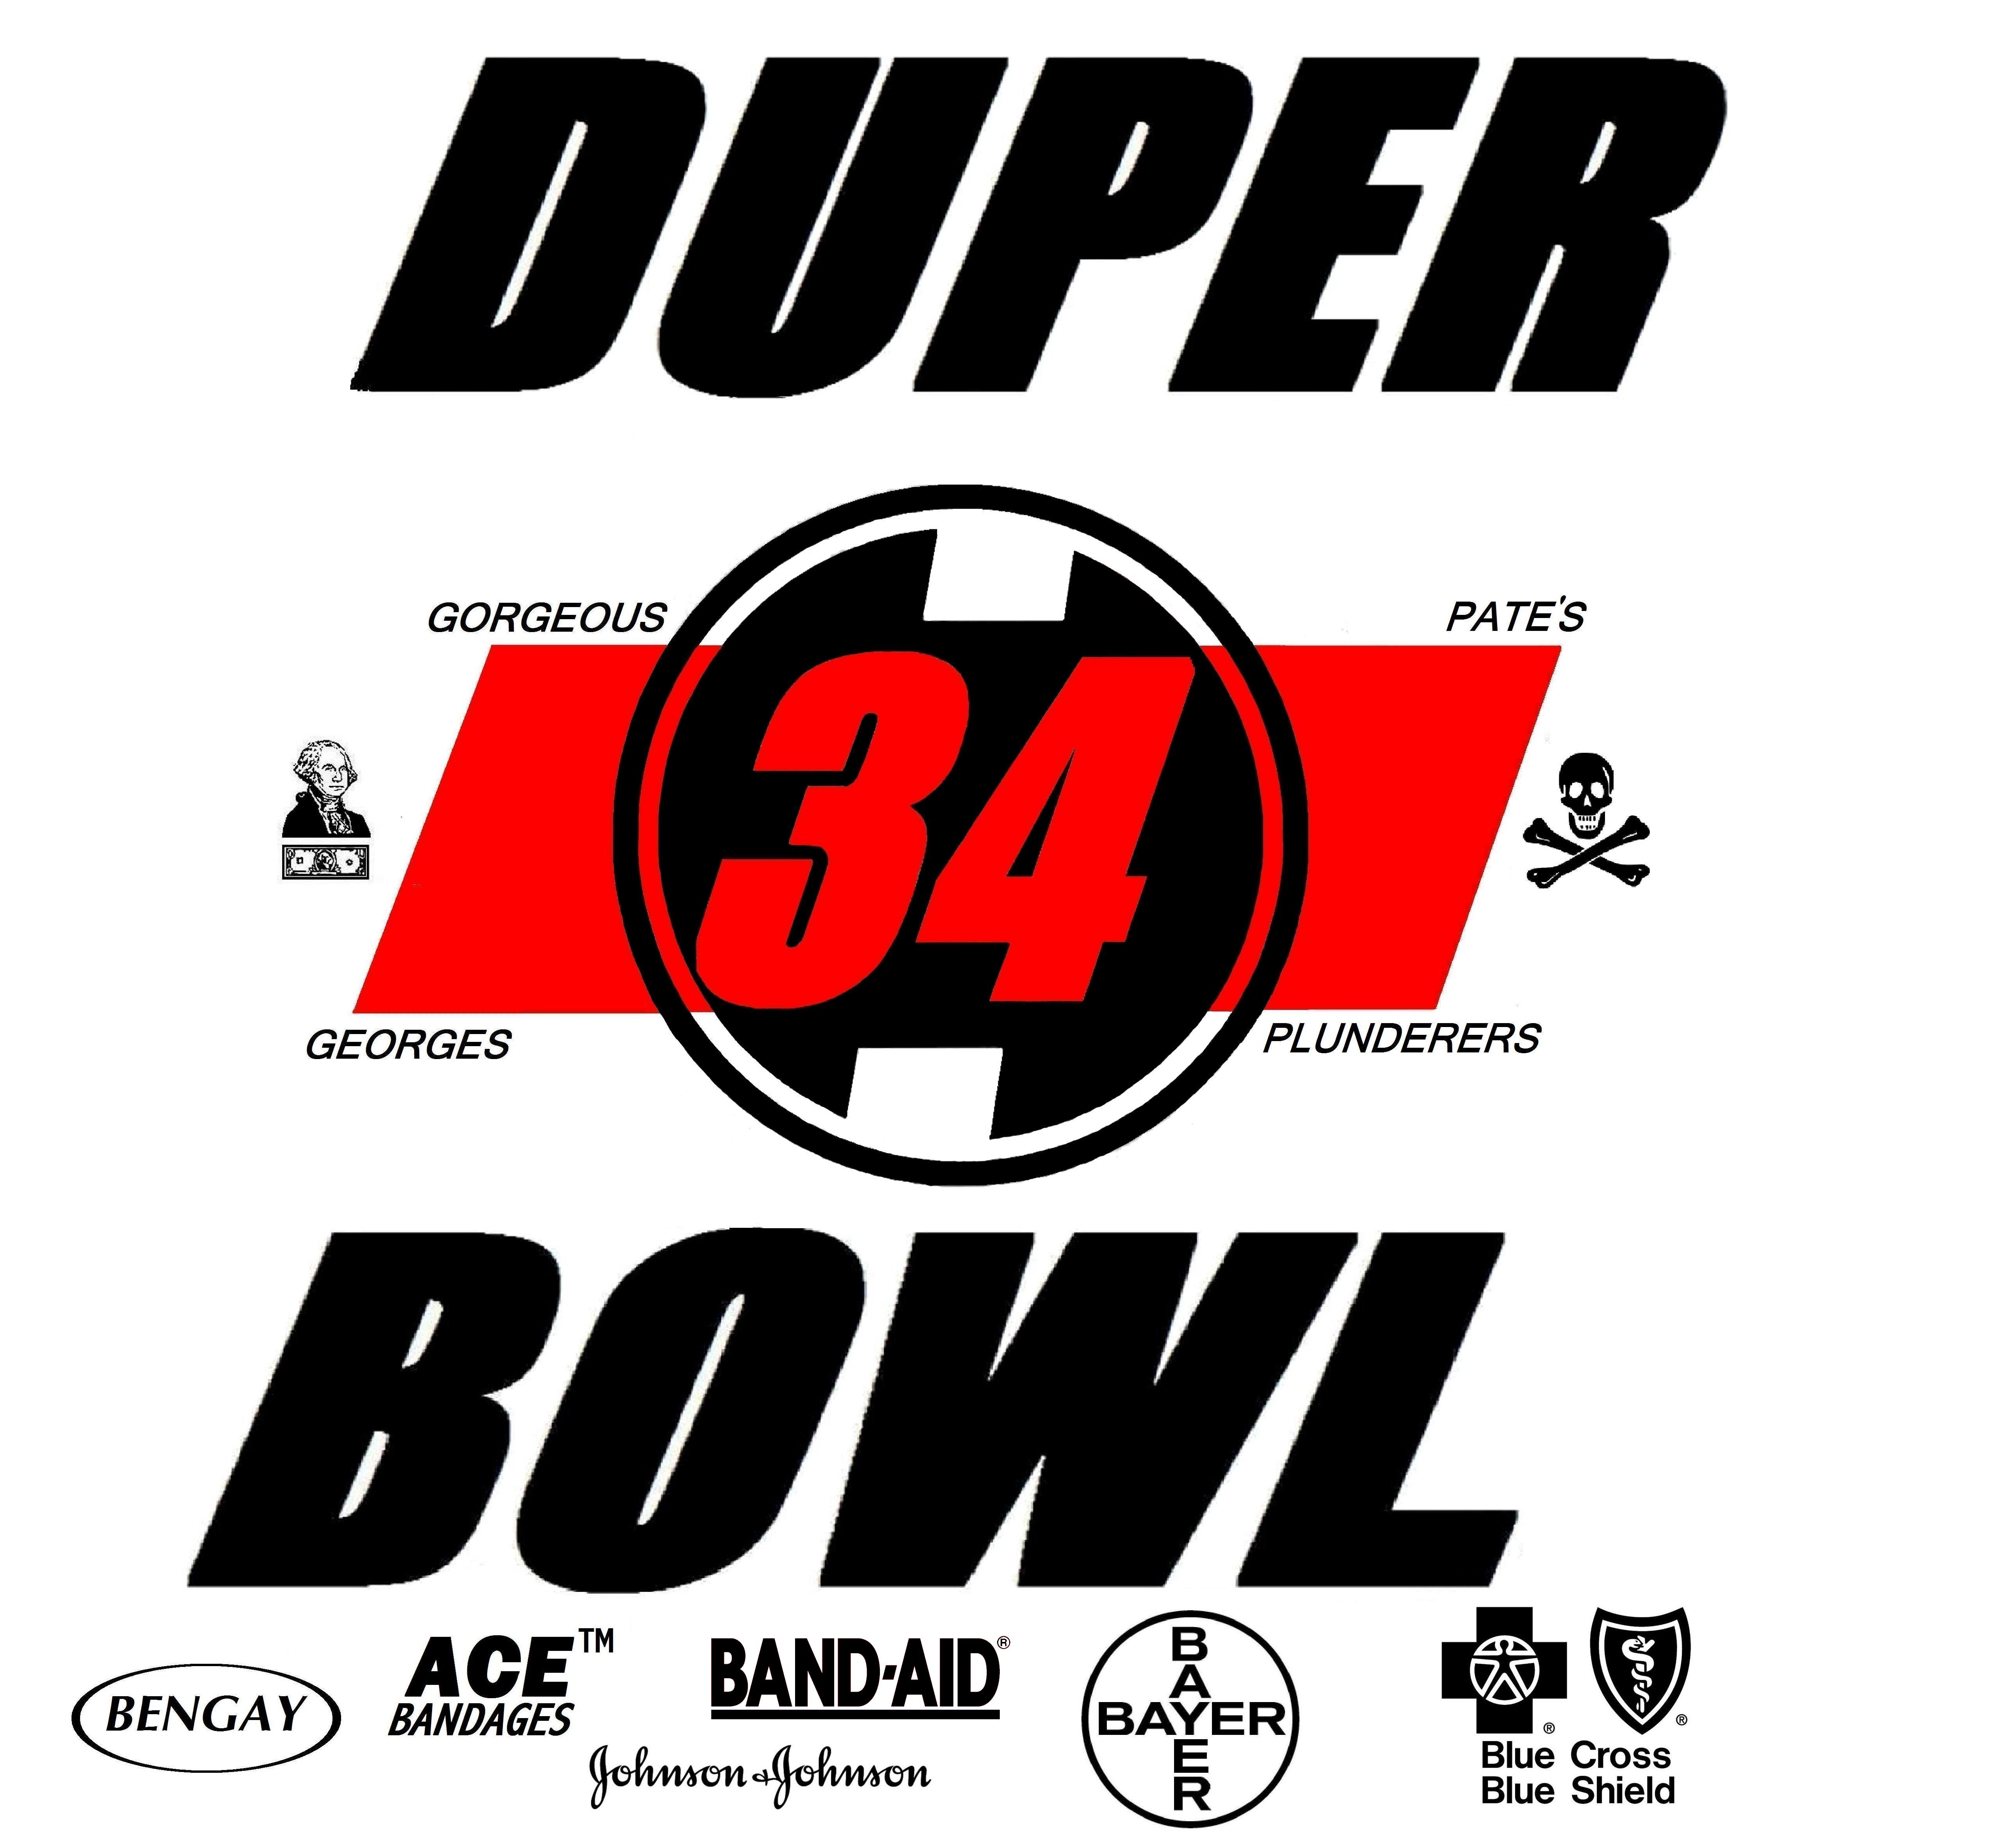 DUPER
GORGEOUS
PATE'S
34
GEORGES
PLUNDERERS
BOWL
BENGAY
ACE™
BANDAGES
BAND-AID®
Johnson & Johnson
BAYER
BAYER
®
®
Blue Cross
Blue Shield